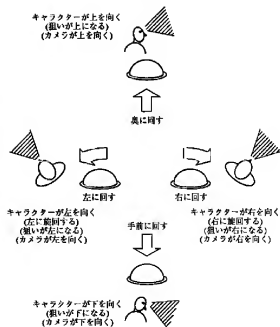 キャラクターが上を向く
(狙いが上になる)
(カメラが上を向く)
奥に回す
左に回す
右に回す
キャラクターが左を向く
(左に旋回する)
(狙いが左になる)
(カメラが左を向く)
手前に回す
キャラクターが右を向く
(右に旋回する)
(狙いが右になる)
(カメラが右を向く)
キャラクターが下を向く
(狙いが下になる)
(カメラが下を向く)